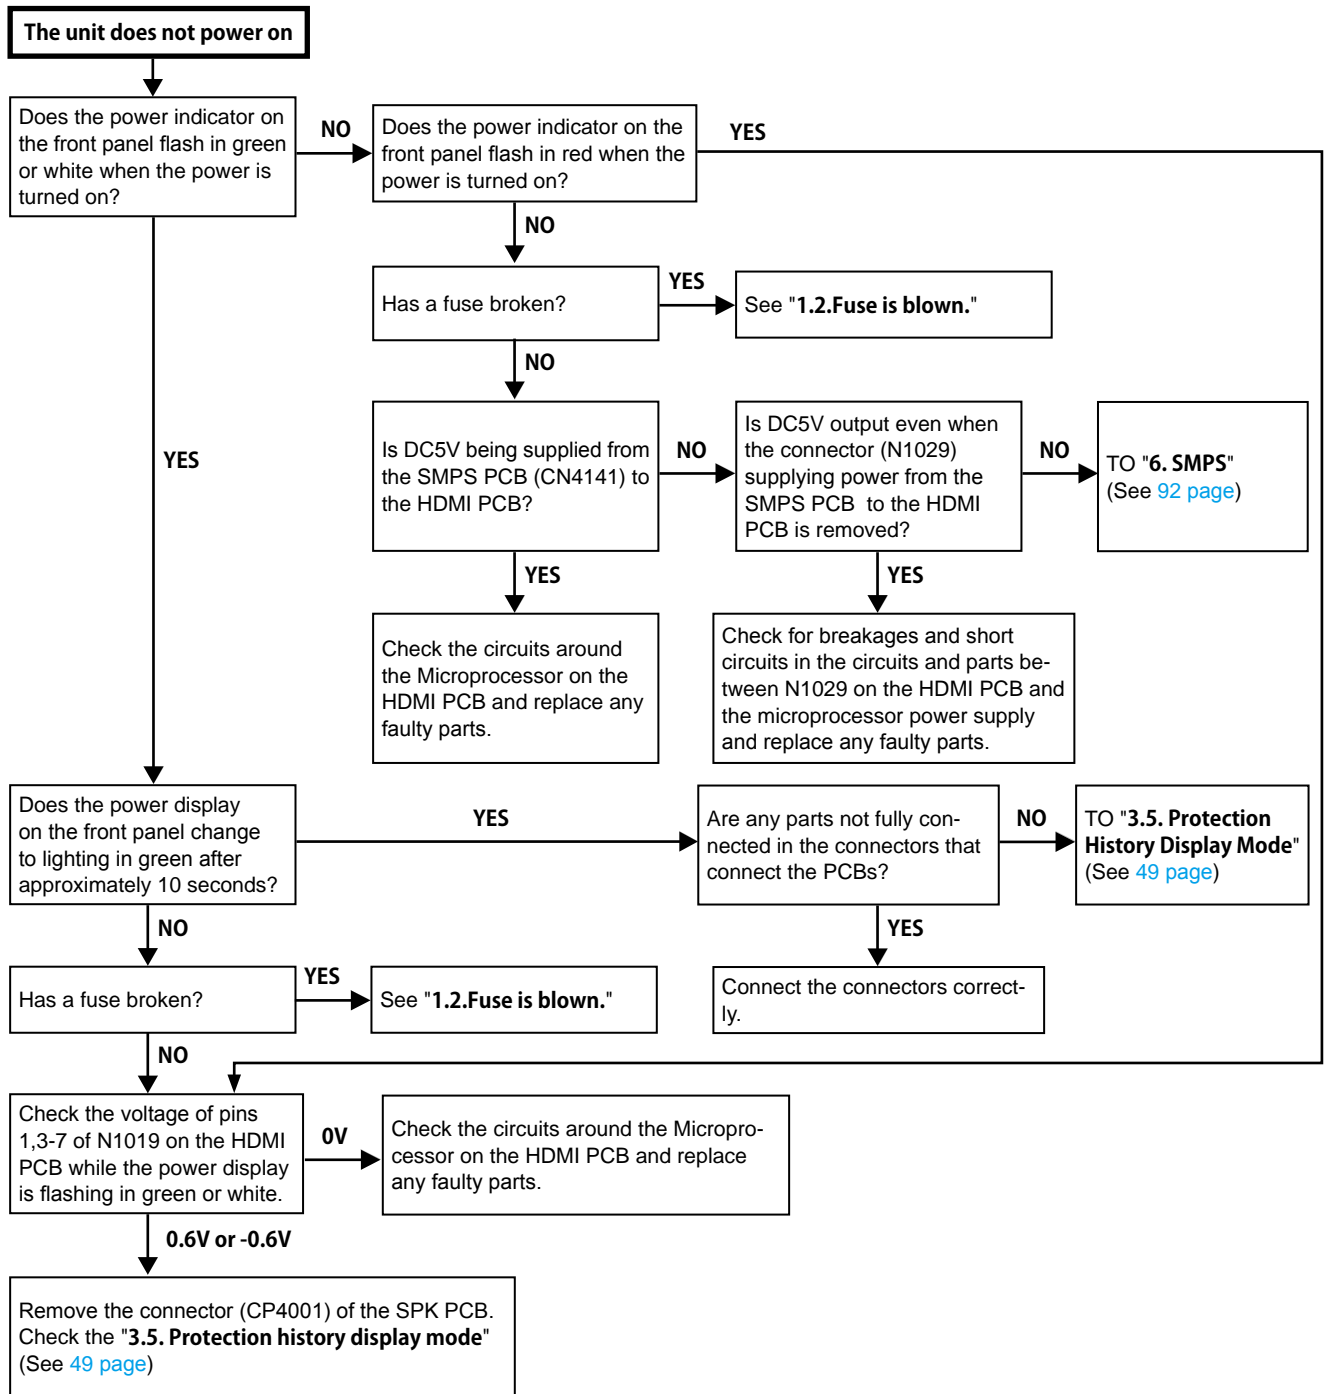 The unit does not power on
Does the power indicator on
the front panel flash in green
or white when the power is
turned on?
NO
Does the power indicator on the
front panel flash in red when the
power is turned on?
YES
NO
Has a fuse broken?
YES
See "1.2.Fuse is blown."
NO
YES
Is DC5V being supplied from
the SMPS PCB (CN4141) to
the HDMI PCB?
NO
Is DC5V output even when
the connector (N1029)
supplying power from the
SMPS PCB  to the HDMI
PCB is removed?
NO
TO "6. SMPS"
(See 92 page)
YES
YES
Check the circuits around
the Microprocessor on the
HDMI PCB and replace any
faulty parts.
Check for breakages and short
circuits in the circuits and parts be-
tween N1029 on the HDMI PCB and
the microprocessor power supply
and replace any faulty parts.
Does the power display
on the front panel change
to lighting in green after
approximately 10 seconds?
YES
Are any parts not fully con-
nected in the connectors that
connect the PCBs?
NO
TO "3.5. Protection
History Display Mode"
(See 49 page)
NO
YES
Has a fuse broken?
YES
See "1.2.Fuse is blown."
Connect the connectors correct-
ly.
NO
Check the voltage of pins
1,3-7 of N1019 on the HDMI
PCB while the power display
is flashing in green or white.
0V
Check the circuits around the Micropro-
cessor on the HDMI PCB and replace
any faulty parts.
0.6V or -0.6V
Remove the connector (CP4001) of the SPK PCB.
Check the "3.5. Protection history display mode"
(See 49 page)